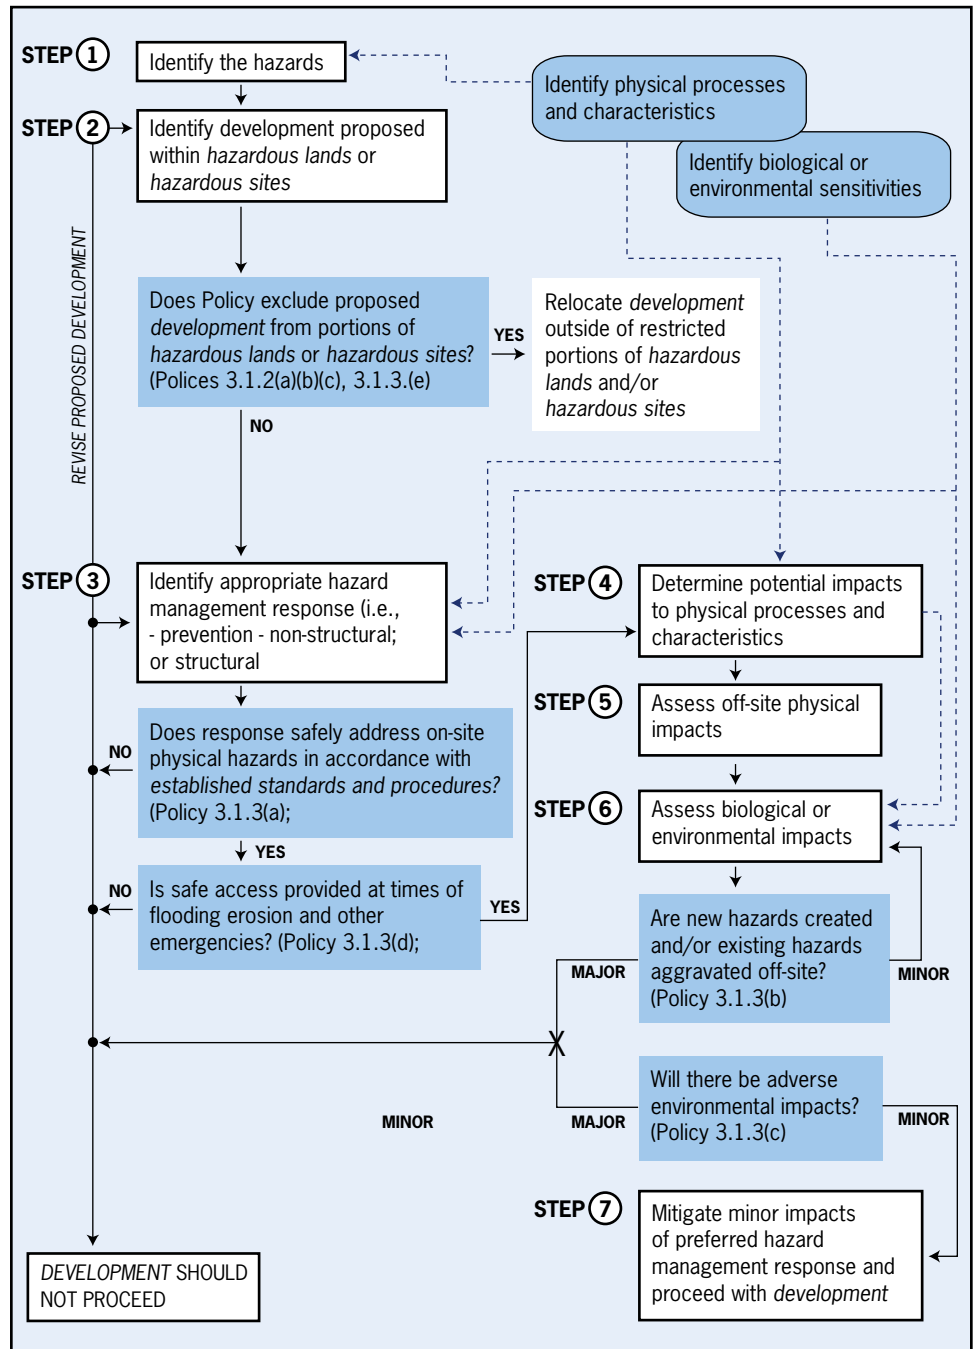 STEP 1
Identify the hazards
Identify physical processes
and characteristics
STEP 2
Identify development proposed
within hazardous lands or
hazardous sites
Identify biological or
environmental sensitivities
REVISE PROPOSED DEVELOPMENT
Does Policy exclude proposed
development from portions of
hazardous lands or hazardous sites?
(Polices 3.1.2(a)(b)(c), 3.1.3.(e)
YES
Relocate development
outside of restricted
portions of hazardous
lands and/or
hazardous sites
NO
STEP 3
Identify appropriate hazard
management response (i.e.,
- prevention - non-structural;
or structural
STEP 4
Determine potential impacts
to physical processes and
characteristics
STEP 5
Assess off-site physical
impacts
NO
Does response safely address on-site
physical hazards in accordance with
established standards and procedures?
(Policy 3.1.3(a);
YES
STEP 6
Assess biological or
environmental impacts
NO
Is safe access provided at times of
flooding erosion and other
emergencies? (Policy 3.1.3(d);
YES
Are new hazards created
and/or existing hazards
aggravated off-site?
(Policy 3.1.3(b)
MAJOR
MINOR
X
Will there be adverse
environmental impacts?
(Policy 3.1.3(c)
MINOR
MAJOR
MINOR
STEP 7
Mitigate minor impacts
of preferred hazard
management response and
proceed with development
DEVELOPMENT SHOULD
NOT PROCEED